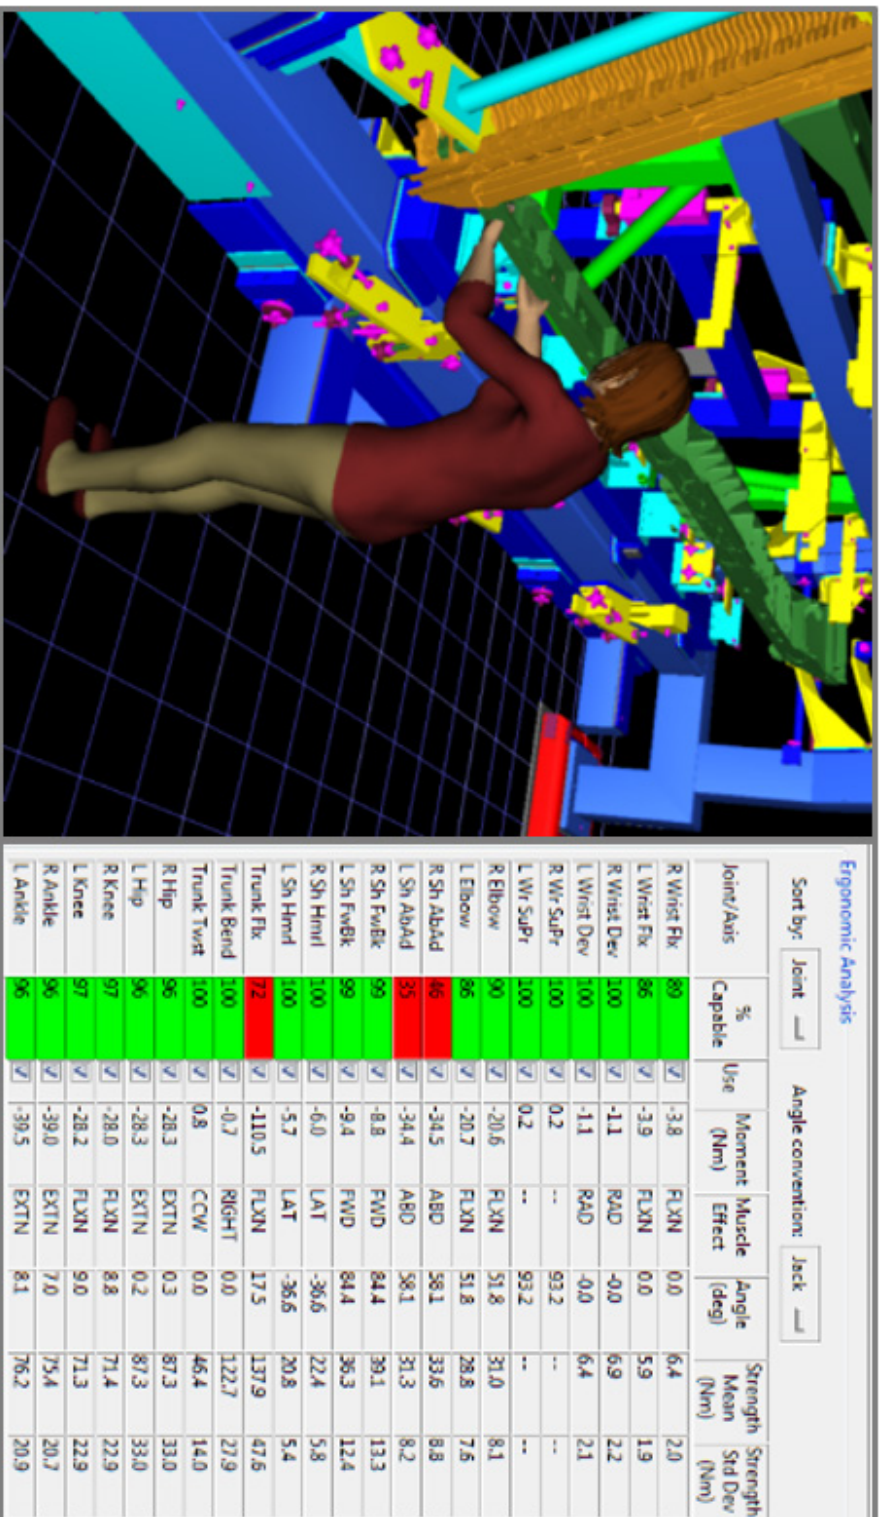 Ergonomic Analysis
Sort by: Joint Angle convention: Jack
Joint/Axis % Capable Use Moment (Nm) Muscle Effect Angle (deg) Strength Mean (Nm) Strength Std Dev (Nm)
R Wrist Flx 89 -3.8 FLXN 0.0 6.4 2.0
L Wrist Flx 86 -3.9 FLXN 0.0 5.9 1.9
R Wrist Dev 100 -1.1 RAD -0.0 6.9 2.2
L Wrist Dev 100 -1.1 RAD -0.0 6.4 2.1
R Wr SuPr 100 0.2 -- 93.2 -- --
L Wr SuPr 100 0.2 -- 93.2 -- --
R Elbow 90 -20.6 FLXN 51.8 31.0 8.1
L Elbow 86 -20.7 FLXN 51.8 28.8 7.6
R Sh AbAd 46 -34.5 ABD 58.1 33.6 8.8
L Sh AbAd 35 -34.4 ABD 58.1 31.3 8.2
R Sh FwBk 99 -8.8 FWD 84.4 39.1 13.3
L Sh FwBk 99 -9.4 FWD 84.4 36.3 12.4
R Sh Hmrl 100 -6.0 LAT -36.6 22.4 5.8
L Sh Hmrl 100 -5.7 LAT -36.6 20.8 5.4
Trunk Flx 72 -110.5 FLXN 17.5 137.9 47.6
Trunk Bend 100 -0.7 RIGHT 0.0 122.7 27.9
Trunk Twst 100 0.8 CCW 0.0 46.4 14.0
R Hip 96 -28.3 EXTN 0.3 87.3 33.0
L Hip 96 -28.3 EXTN 0.2 87.3 33.0
R Knee 97 -28.0 FLXN 8.8 71.4 22.9
L Knee 97 -28.2 FLXN 9.0 71.3 22.9
R Ankle 96 -39.0 EXTN 7.0 75.4 20.7
L Ankle 96 -39.5 EXTN 8.1 76.2 20.9